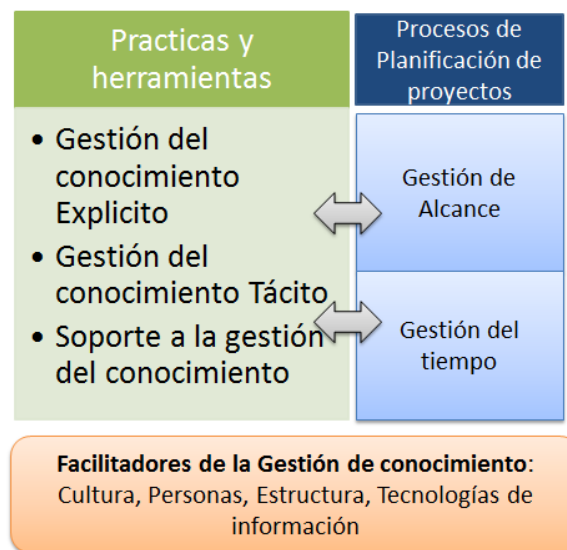 Practicas y
herramientas
Procesos de
Planificación de
proyectos
• Gestión del
conocimiento
Explicito
• Gestión del
conocimiento Tácito
• Soporte a la gestión
del conocimiento
Gestión de
Alcance
Gestión del
tiempo
Facilitadores de la Gestión de conocimiento:
Cultura, Personas, Estructura, Tecnologías de
información